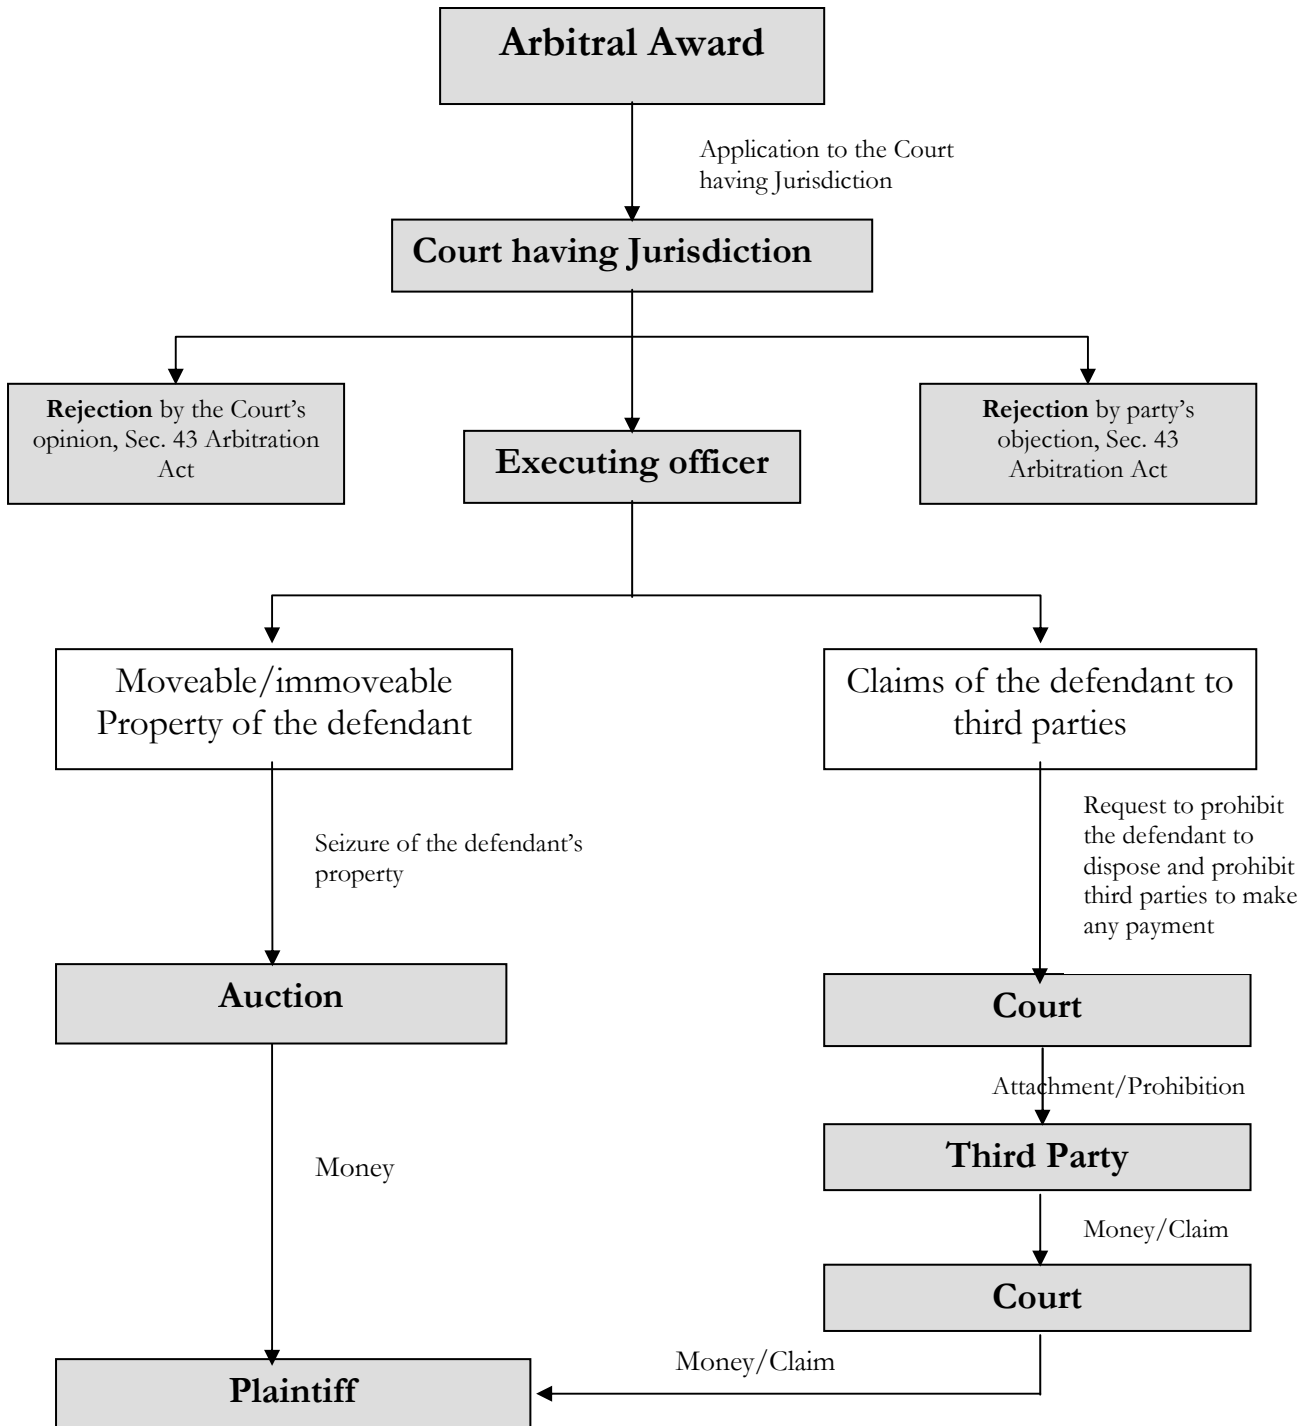 Arbitral Award
Application to the Court
having Jurisdiction
Court having Jurisdiction
Rejection by the Court’s
opinion, Sec. 43 Arbitration
Act
Executing officer
Rejection by party’s
objection, Sec. 43
Arbitration Act
Moveable/immoveable
Property of the defendant
Claims of the defendant to
third parties
Seizure of the defendant’s
property
Request to prohibit
the defendant to
dispose and prohibit
third parties to make
any payment
Auction
Court
Attachment/Prohibition
Third Party
Money
Money/Claim
Court
Money/Claim
Plaintiff